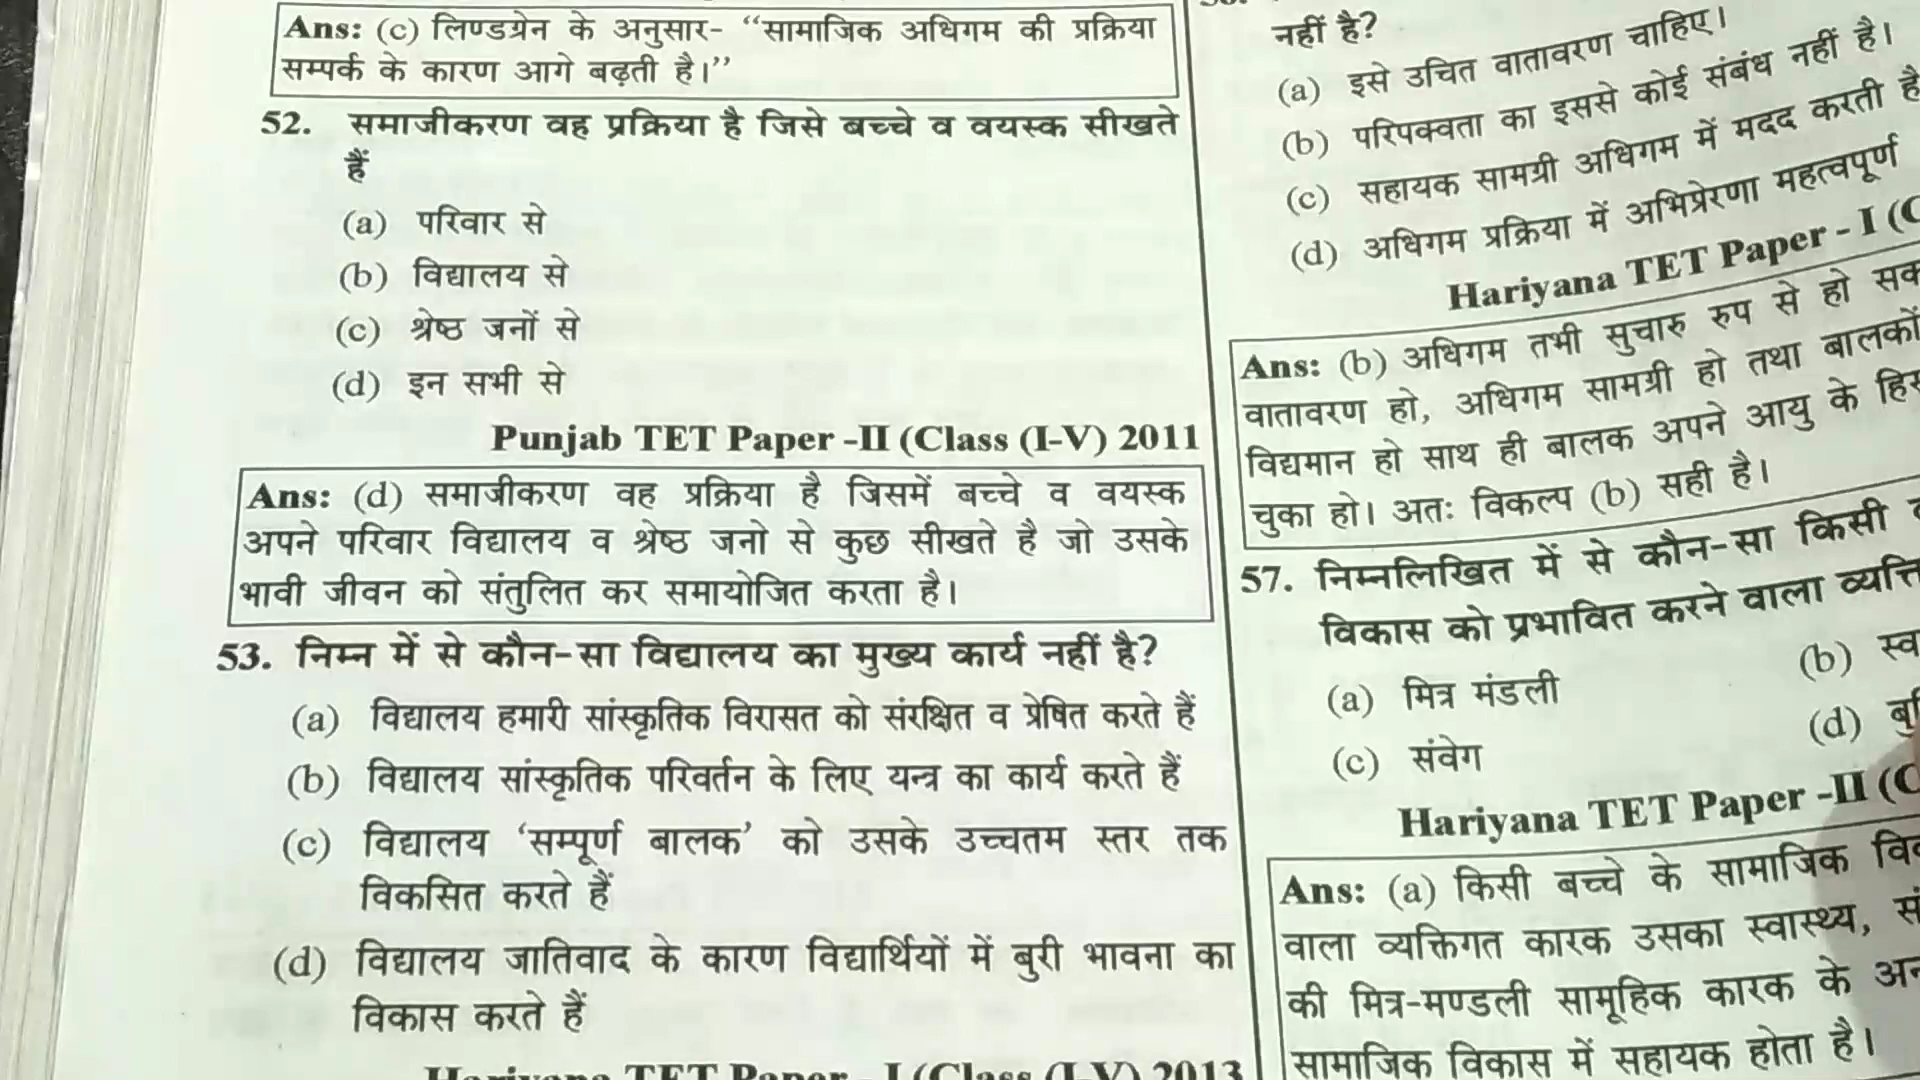 Ans: (c) लिण्डग्रेन के अनुसार- “सामाजिक अधिगम की प्रक्रिया
सम्पर्क के कारण आगे बढ़ती है।”
52. समाजीकरण वह प्रक्रिया है जिसे बच्चे व वयस्क सीखते
हैं
(a) परिवार से
(b) विद्यालय से
(c) श्रेष्ठ जनों से
(d) इन सभी से
Punjab TET Paper -II (Class (I-V) 2011
Ans: (d) समाजीकरण वह प्रक्रिया है जिसमें बच्चे व वयस्क
अपने परिवार विद्यालय व श्रेष्ठ जनो से कुछ सीखते है जो उसके
भावी जीवन को संतुलित कर समायोजित करता है।
53. निम्न में से कौन-सा विद्यालय का मुख्य कार्य नहीं है?
(a) विद्यालय हमारी सांस्कृतिक विरासत को संरक्षित व प्रेषित करते हैं
(b) विद्यालय सांस्कृतिक परिवर्तन के लिए यन्त्र का कार्य करते हैं
(c) विद्यालय ‘सम्पूर्ण बालक’ को उसके उच्चतम स्तर तक
विकसित करते हैं
(d) विद्यालय जातिवाद के कारण विद्यार्थियों में बुरी भावना का
विकास करते हैं
Hariyana TET Paper - I (Class (I-V) 2013
नहीं है?
(a) इसे उचित वातावरण चाहिए।
(b) परिपक्वता का इससे कोई संबंध नहीं है।
(c) सहायक सामग्री अधिगम में मदद करती है
(d) अधिगम प्रक्रिया में अभिप्रेरणा महत्वपूर्ण
Hariyana TET Paper - I (C
Ans: (b) अधिगम तभी सुचारु रुप से हो
वातावरण हो, अधिगम सामग्री हो तथा बालकों
विद्यमान हो साथ ही बालक अपने आयु के
चुका हो। अतः विकल्प (b) सही है।
57. निम्नलिखित में से कौन-सा किसी
विकास को प्रभावित करने वाला
(a) मित्र मंडली
(b)
(c) संवेग
(d)
Hariyana TET Paper -II (C
Ans: (a) किसी बच्चे के सामाजिक
वाला व्यक्तिगत कारक उसका स्वास्थ्य,
की मित्र-मण्डली सामूहिक कारक के
सामाजिक विकास में सहायक होता है।